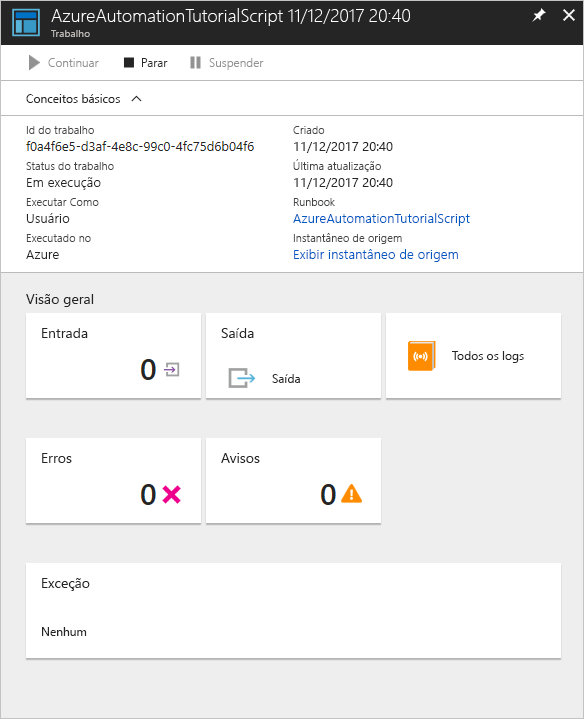 AzureAutomationTutorialScript 11/12/2017 20:40
Trabalho
Continuar Parar Suspender
Conceitos básicos
Id do trabalho
f0a4f6e5-d3af-4e8c-99c0-4fc75d6b04f6
Status do trabalho
Em execução
Executar Como
Usuário
Executado no
Azure
Criado
11/12/2017 20:40
Última atualização
11/12/2017 20:40
Runbook
AzureAutomationTutorialScript
Instantâneo de origem
Exibir instantâneo de origem
Visão geral
Entrada
0
Saída
Saída
Todos os logs
Erros
0
Avisos
0
Exceção
Nenhum